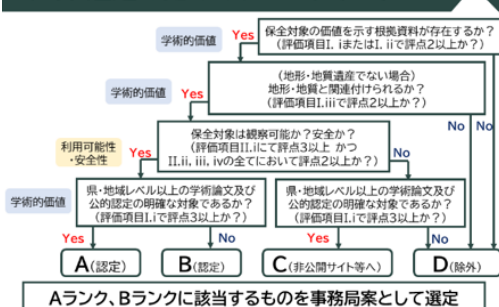 学術的価値
Yes
保全対象の価値を示す根拠資料が存在するか？
（評価項目I. iまたはI. iiで評点2以上か？）
学術的価値
Yes
（地形・地質遺産でない場合）
地形・地質と関連付けられるか？
（評価項目I.iiiで評点2以上か？）
No
No
利用可能性
・安全性
Yes
保全対象は観察可能か？安全か？
（評価項目II.iにて評点3以上 かつ
II.ii, iii, ivの全てにおいて評点2以上か？）
No
学術的価値
県・地域レベル以上の学術論文及び
公的認定の明確な対象であるか？
（評価項目I.iで評点3以上か？）
県・地域レベル以上の学術論文及び
公的認定の明確な対象であるか？
（評価項目I.iで評点3以上か？）
Yes
No
Yes
No
A（認定）
B（認定）
C（非公開サイト等へ）
D（除外）
Aランク、Bランクに該当するものを事務局案として選定